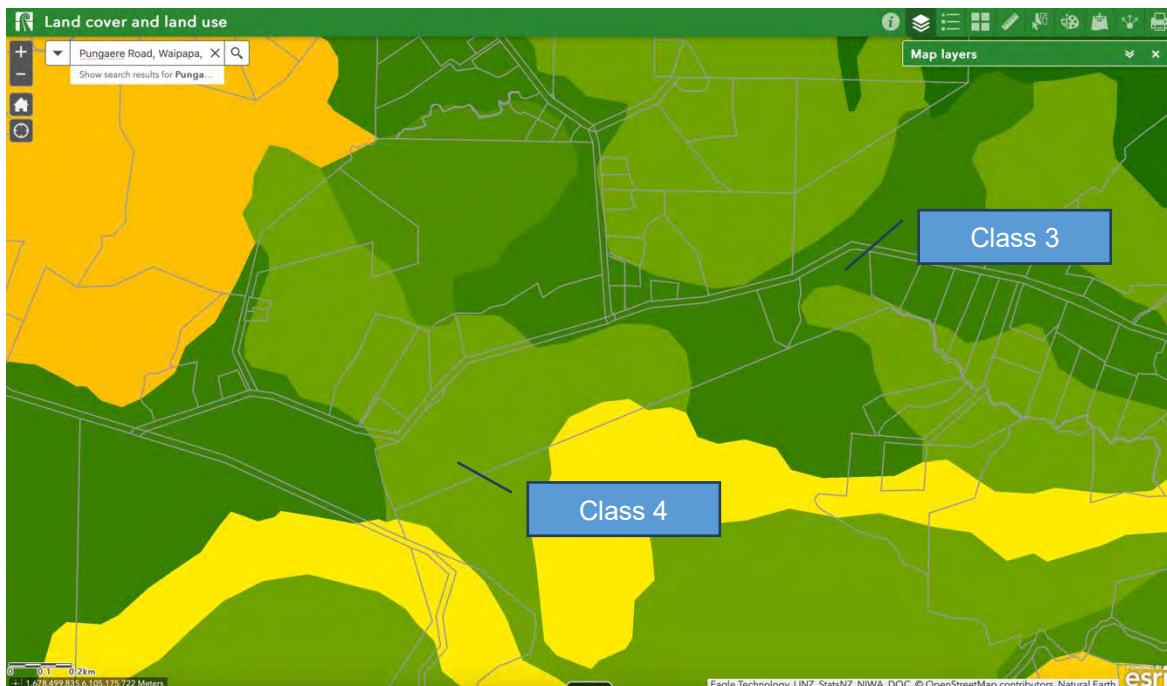 Land cover and land use
Pungaere Road, Waipapa,
Show search results for Punga...
Map layers
Class 3
Class 4
0 0.1 0.2km
1,678,499.835 6,105,175.722 Meters
Eagle Technology, LINZ, StatsNZ, NIWA, DOC, © OpenStreetMap contributors, Natural Earth
POWERED BY
esri